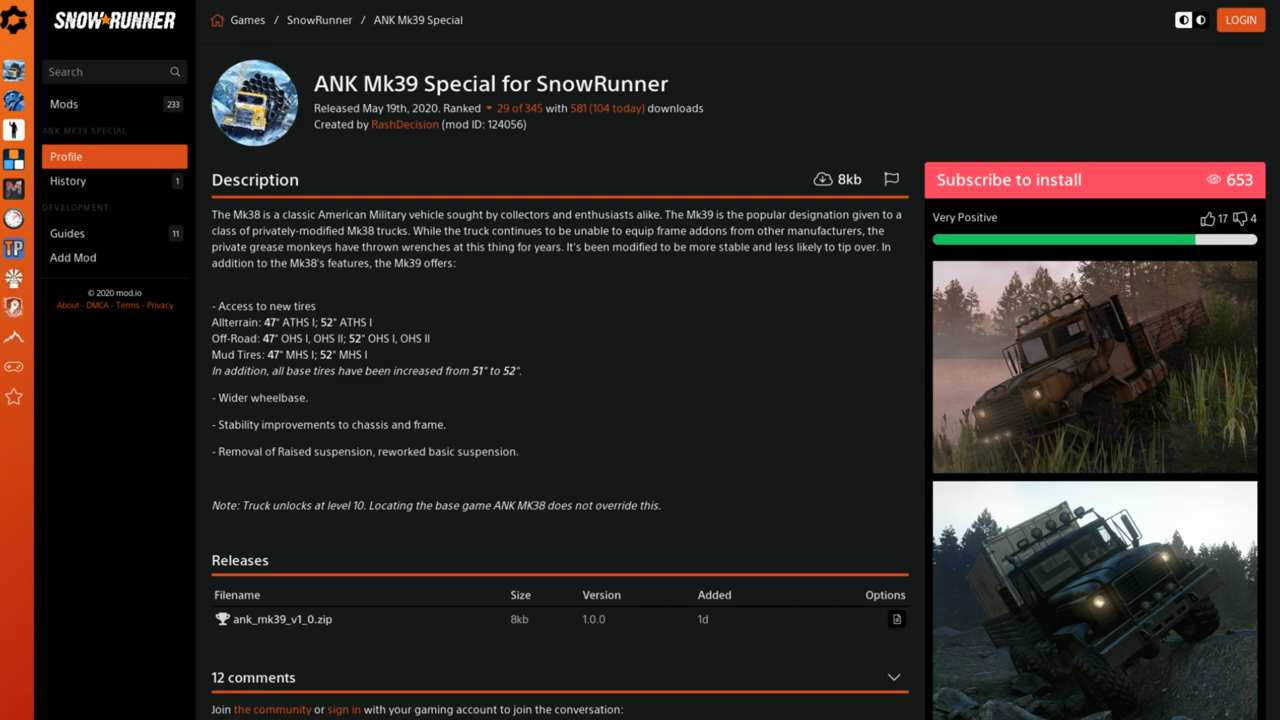 SNOWRUNNER
Games / SnowRunner / ANK Mk39 Special
LOGIN
Search
Mods 233
ANK MK39 SPECIAL
Profile
History 1
DEVELOPMENT
Guides 11
Add Mod
© 2020 mod.io
About - DMCA - Terms - Privacy
TP
ANK Mk39 Special for SnowRunner
Released May 19th, 2020. Ranked 29 of 345 with 581 (104 today) downloads
Created by RashDecision (mod ID: 124056)
Description 8kb
The Mk38 is a classic American Military vehicle sought by collectors and enthusiasts alike. The Mk39 is the popular designation given to a
class of privately-modified Mk38 trucks. While the truck continues to be unable to equip frame addons from other manufacturers, the
private grease monkeys have thrown wrenches at this thing for years. It's been modified to be more stable and less likely to tip over. In
addition to the Mk38's features, the Mk39 offers:
- Access to new tires
Allterrain: 47" ATHS I; 52" ATHS I
Off-Road: 47" OHS I, OHS II; 52" OHS I, OHS II
Mud Tires: 47" MHS I; 52" MHS I
In addition, all base tires have been increased from 51" to 52".
- Wider wheelbase.
- Stability improvements to chassis and frame.
- Removal of Raised suspension, reworked basic suspension.
Note: Truck unlocks at level 10. Locating the base game ANK MK38 does not override this.
Releases
Filename Size Version Added Options
ank_mk39_v1_0.zip 8kb 1.0.0 1d
12 comments
Join the community or sign in with your gaming account to join the conversation:
Subscribe to install 653
Very Positive 17 4